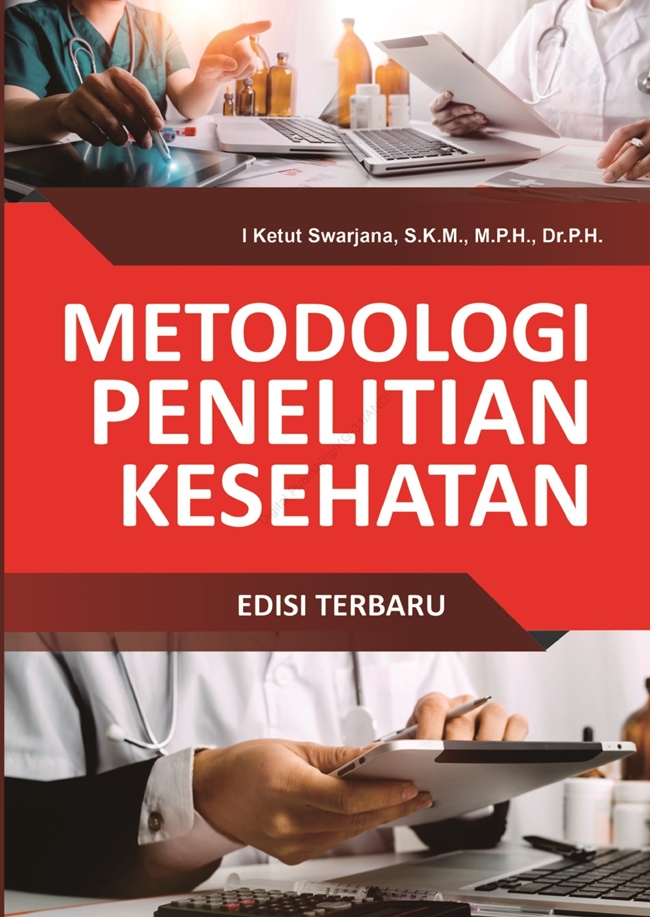 I Ketut Swarjana, S.K.M., M.P.H., Dr.P.H.
METODOLOGI
PENELITIAN
KESEHATAN
EDISI TERBARU